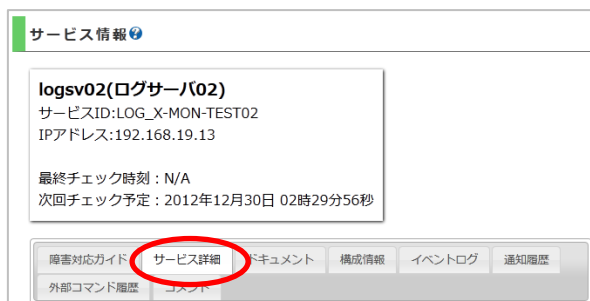 サービス情報?
logsv02(ログサーバ02)
サービスID:LOG_X-MON-TEST02
IPアドレス:192.168.19.13
最終チェック時刻：N/A
次回チェック予定：2012年12月30日 02時29分56秒
障害対応ガイド サービス詳細 ドキュメント 構成情報 イベントログ 通知履歴
外部コマンド履歴 コメント